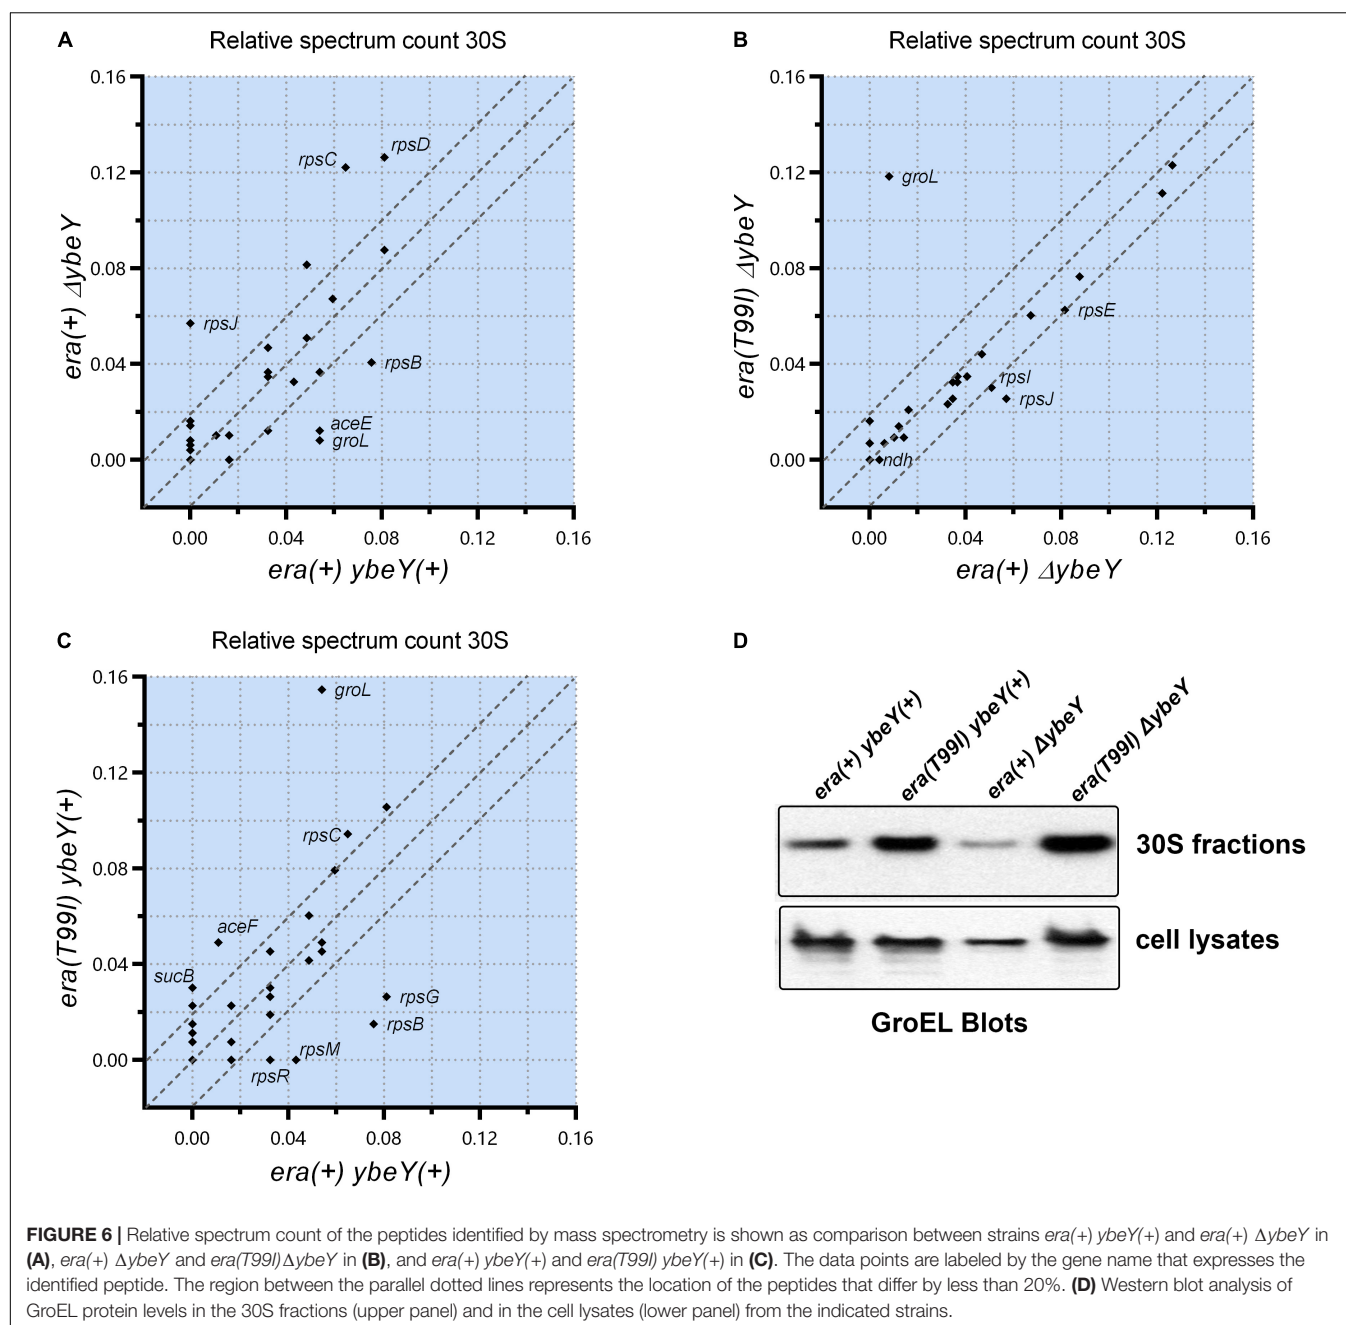 A
Relative spectrum count 30S
era(+) ΔybeY
0.16
0.12
0.08
0.04
0.00
rpsC
rpsD
rpsJ
rpsB
aceE
groL
0.00 0.04 0.08 0.12 0.16
era(+) ybeY(+)
B
Relative spectrum count 30S
era(T99I) ΔybeY
0.16
0.12
0.08
0.04
0.00
groL
rpsE
rpsI
rpsJ
ndh
0.00 0.04 0.08 0.12 0.16
era(+) ΔybeY
C
Relative spectrum count 30S
era(T99I) ybeY(+)
0.16
0.12
0.08
0.04
0.00
groL
rpsC
aceF
sucB
rpsG
rpsB
rpsM
rpsR
0.00 0.04 0.08 0.12 0.16
era(+) ybeY(+)
D
era(+) ybeY(+)
era(T99I) ybeY(+)
era(+) ΔybeY
era(T99I) ΔybeY
30S fractions
cell lysates
GroEL Blots
FIGURE 6 | Relative spectrum count of the peptides identified by mass spectrometry is shown as comparison between strains era(+) ybeY(+) and era(+) ΔybeY in
(A), era(+) ΔybeY and era(T99I)ΔybeY in (B), and era(+) ybeY(+) and era(T99I) ybeY(+) in (C). The data points are labeled by the gene name that expresses the
identified peptide. The region between the parallel dotted lines represents the location of the peptides that differ by less than 20%. (D) Western blot analysis of
GroEL protein levels in the 30S fractions (upper panel) and in the cell lysates (lower panel) from the indicated strains.